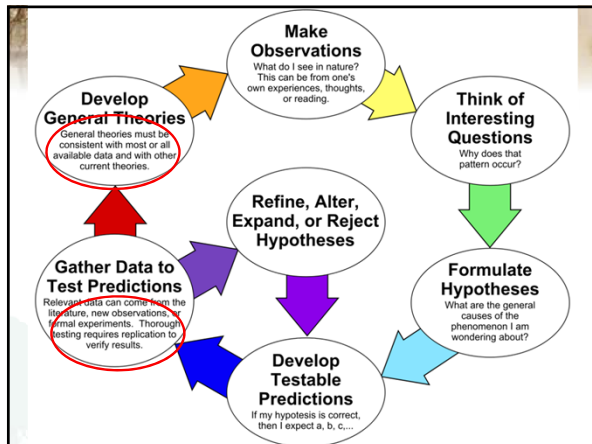 Make
Observations
What do I see in nature?
This can be from one's
own experiences, thoughts,
or reading.
Think of
Interesting
Questions
Why does that
pattern occur?
Formulate
Hypotheses
What are the general
causes of the
phenomenon I am
wondering about?
Develop
Testable
Predictions
If my hypotesis is correct,
then I expect a, b, c,...
Gather Data to
Test Predictions
Relevant data can come from the
literature, new observations, or
formal experiments. Thorough
testing requires replication to
verify results.
Refine, Alter,
Expand, or Reject
Hypotheses
Develop
General Theories
General theories must be
consistent with most or all
available data and with other
current theories.